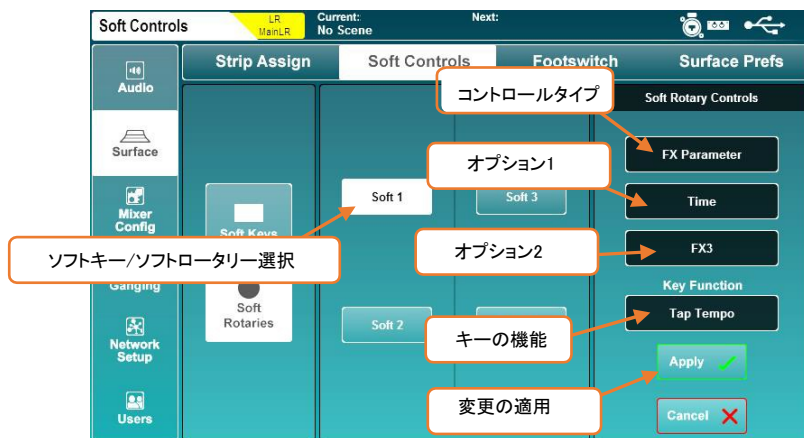 Soft Controls
LR
MainLR
Current:
No Scene
Next:
Strip Assign
Soft Controls
Footswitch
Surface Prefs
Audio
Surface
Mixer
Config
Ganging
Network
Setup
Users
Soft Keys
Soft
Rotaries
Soft 1
Soft 2
Soft 3
Soft Rotary Controls
FX Parameter
Time
FX3
Key Function
Tap Tempo
Apply
Cancel
コントロールタイプ
オプション1
オプション2
ソフトキー/ソフトロータリー選択
キーの機能
変更の適用